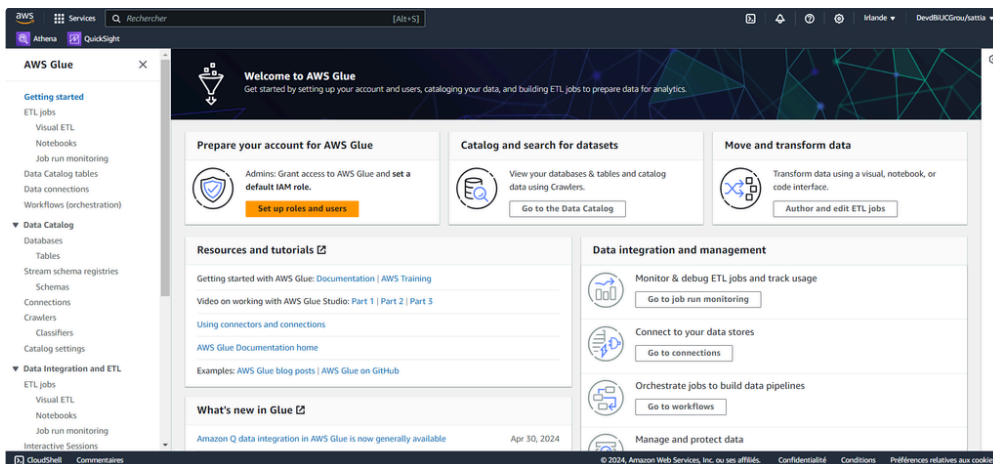 aws
Services
Rechercher
[Alt+S]
Irlande
DevdBiUCGrou/sattia
Athena
QuickSight
AWS Glue
Getting started
ETL jobs
Visual ETL
Notebooks
Job run monitoring
Data Catalog tables
Data connections
Workflows (orchestration)
Data Catalog
Databases
Tables
Stream schema registries
Schemas
Connections
Crawlers
Classifiers
Catalog settings
Data Integration and ETL
ETL jobs
Visual ETL
Notebooks
Job run monitoring
Interactive Sessions
Welcome to AWS Glue
Get started by setting up your account and users, cataloging your data, and building ETL jobs to prepare data for analytics.
Prepare your account for AWS Glue
Admins: Grant access to AWS Glue and set a
default IAM role.
Set up roles and users
Catalog and search for datasets
View your databases & tables and catalog
data using Crawlers.
Go to the Data Catalog
Move and transform data
Transform data using a visual, notebook, or
code interface.
Author and edit ETL jobs
Resources and tutorials
Getting started with AWS Glue: Documentation | AWS Training
Video on working with AWS Glue Studio: Part 1 | Part 2 | Part 3
Using connectors and connections
AWS Glue Documentation home
Examples: AWS Glue blog posts | AWS Glue on GitHub
What's new in Glue
Amazon Q data integration in AWS Glue is now generally available Apr 30, 2024
Data integration and management
Monitor & debug ETL jobs and track usage
Go to job run monitoring
Connect to your data stores
Go to connections
Orchestrate jobs to build data pipelines
Go to workflows
Manage and protect data
CloudShell Commentaires
© 2024, Amazon Web Services, Inc. ou ses affiliés. Confidentialité Conditions Préférences relatives aux cookies